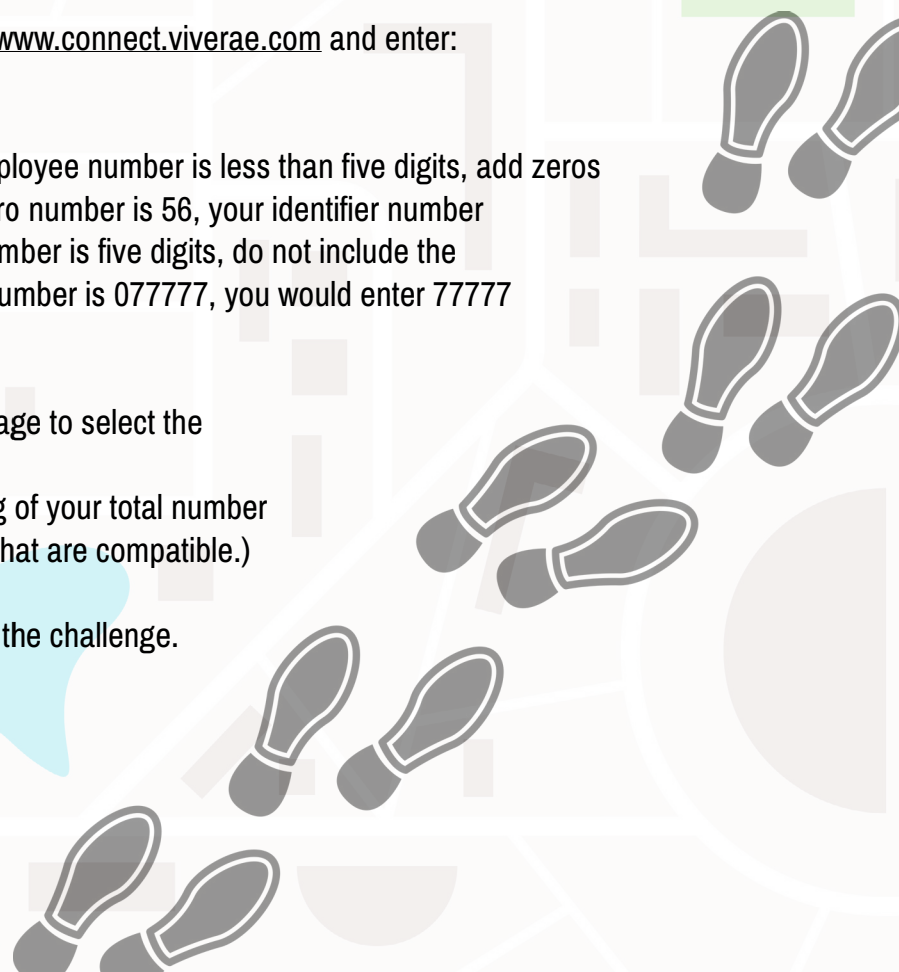 www.connect.viverae.com and enter:
ployee number is less than five digits, add zeros
ro number is 56, your identifier number
mber is five digits, do not include the
umber is 077777, you would enter 77777
age to select the
g of your total number
hat are compatible.)
the challenge.